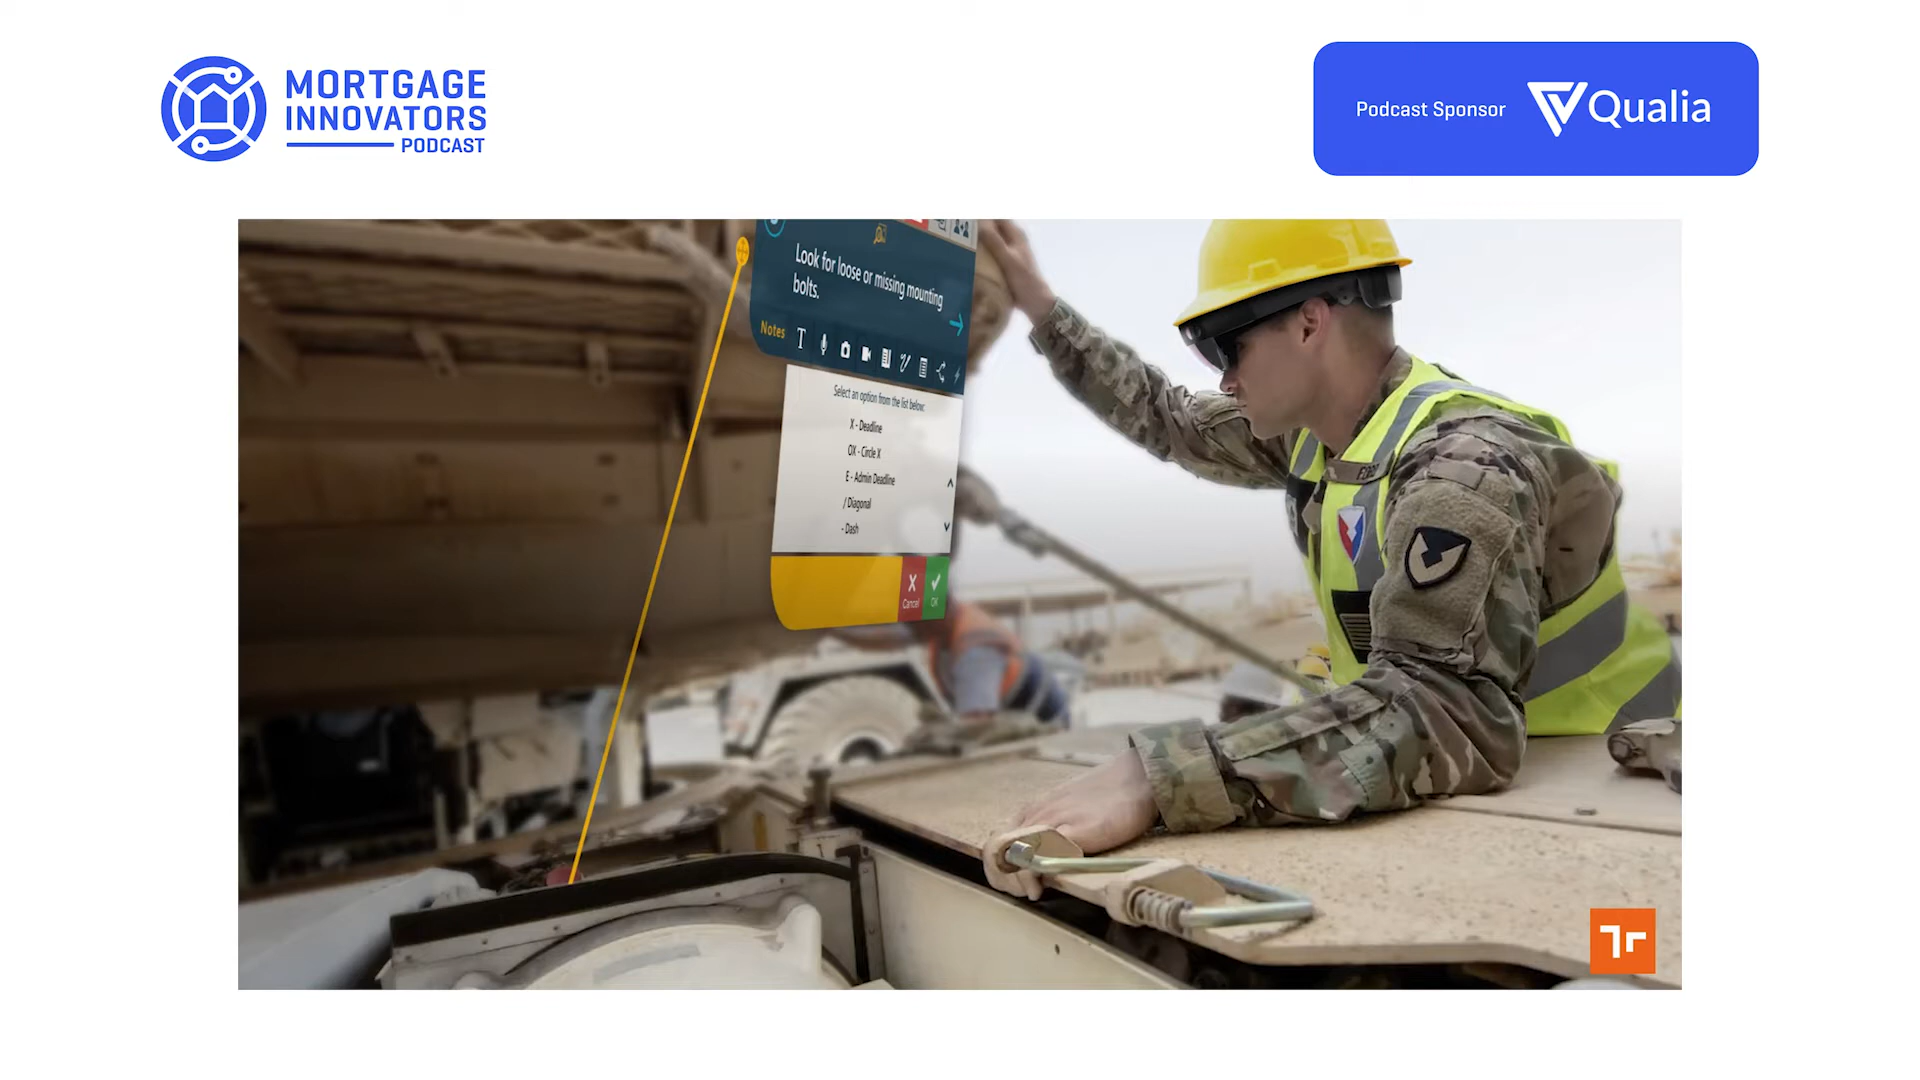 MORTGAGE
INNOVATORS
PODCAST
Podcast Sponsor
Qualia
Look for loose or missing mounting
bolts.
Notes
Select an option from the list below:
X - Deadline
OX - Circle X
E - Admin Deadline
/ Diagonal
- Dash
Cancel
OK